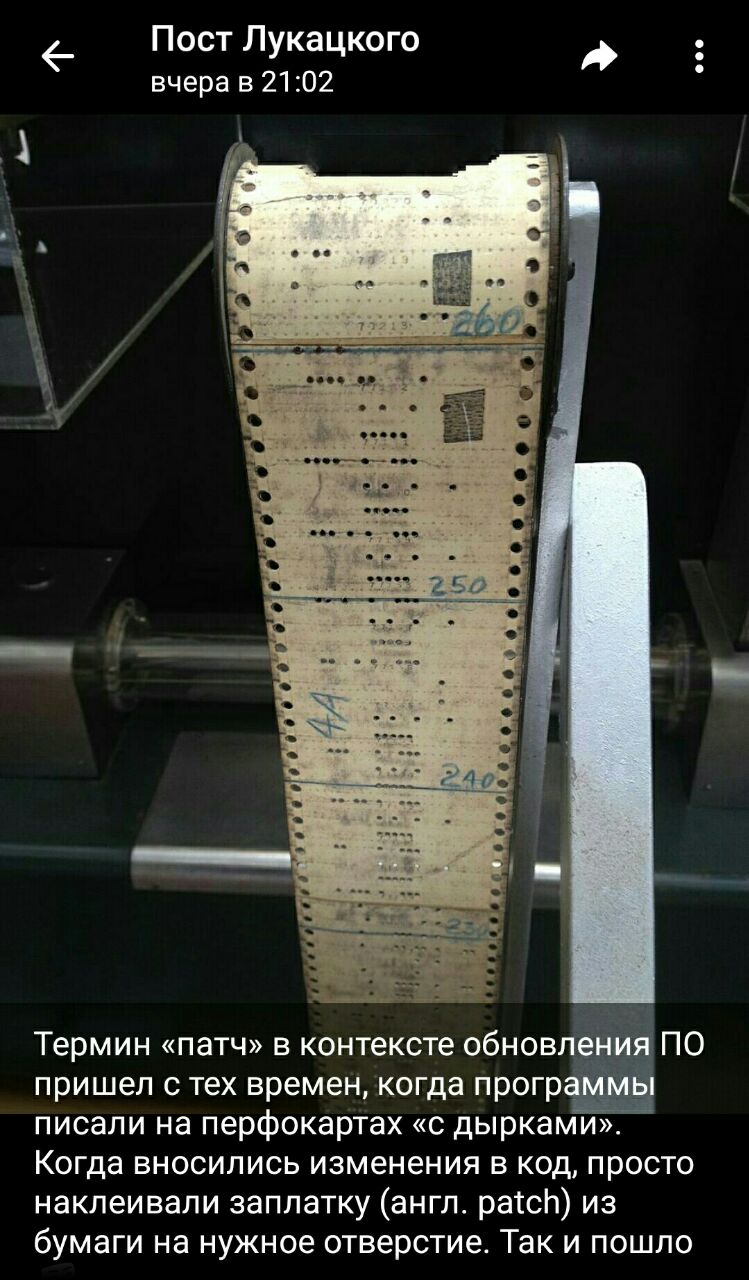 Пост Лукацкого
вчера в 21:02
260
250
4A
240
230
Термин «патч» в контексте обновления ПО
пришел с тех времен, когда программы
писали на перфокартах «с дырками».
Когда вносились изменения в код, просто
наклеивали заплатку (англ. patch) из
бумаги на нужное отверстие. Так и пошло